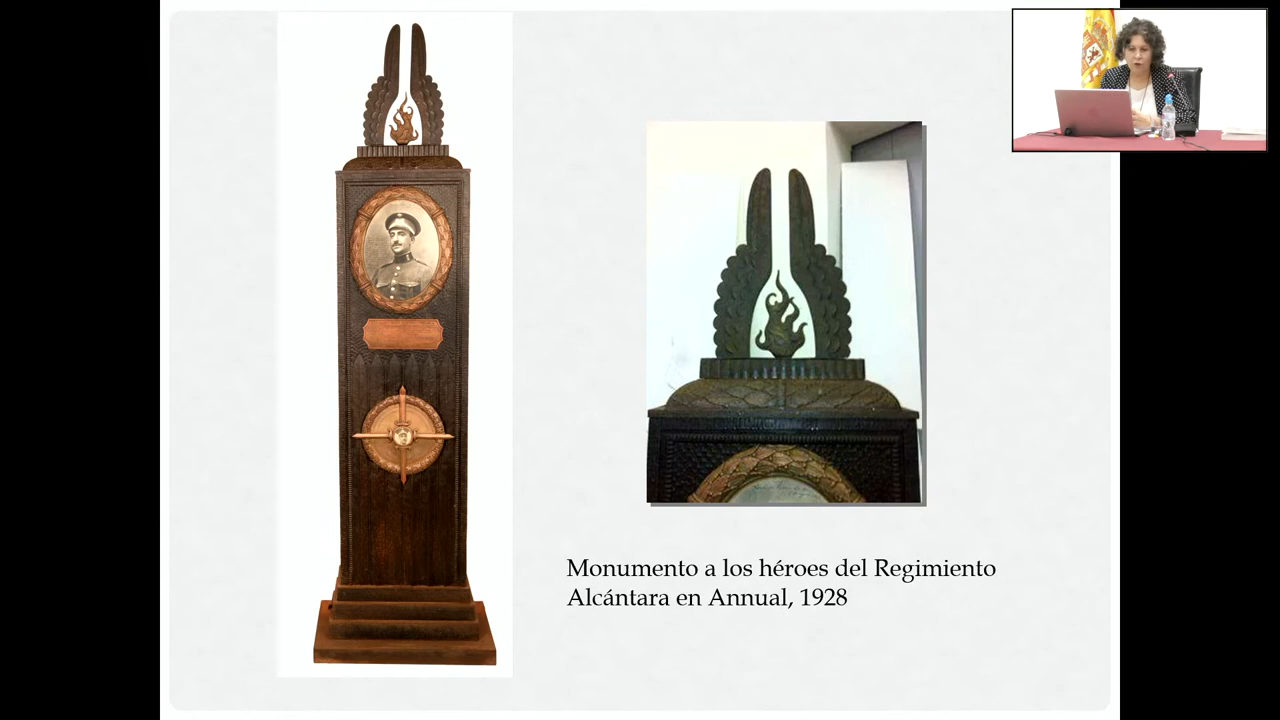 Monumento a los héroes del Regimiento
Alcántara en Annual, 1928